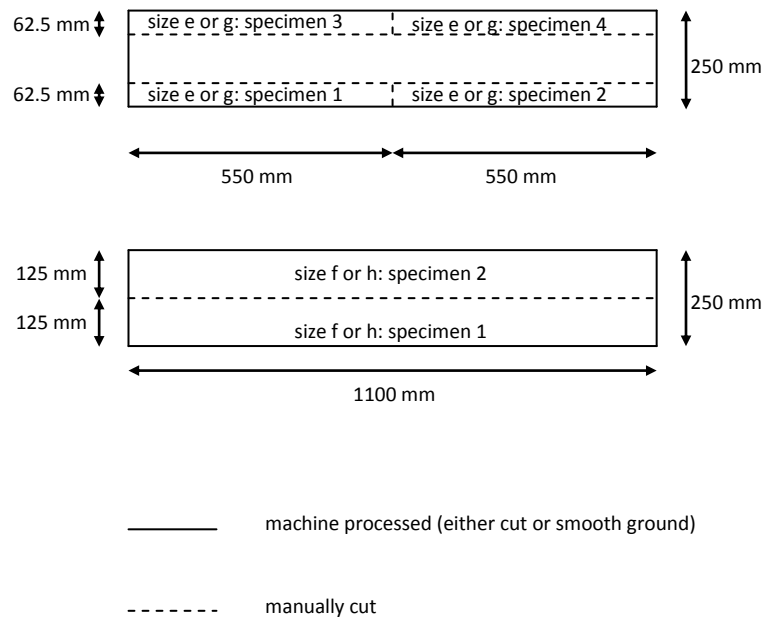 62.5 mm
size e or g: specimen 3
size e or g: specimen 4
250 mm
62.5 mm
size e or g: specimen 1
size e or g: specimen 2
550 mm
550 mm
125 mm
size f or h: specimen 2
250 mm
125 mm
size f or h: specimen 1
1100 mm
machine processed (either cut or smooth ground)
manually cut